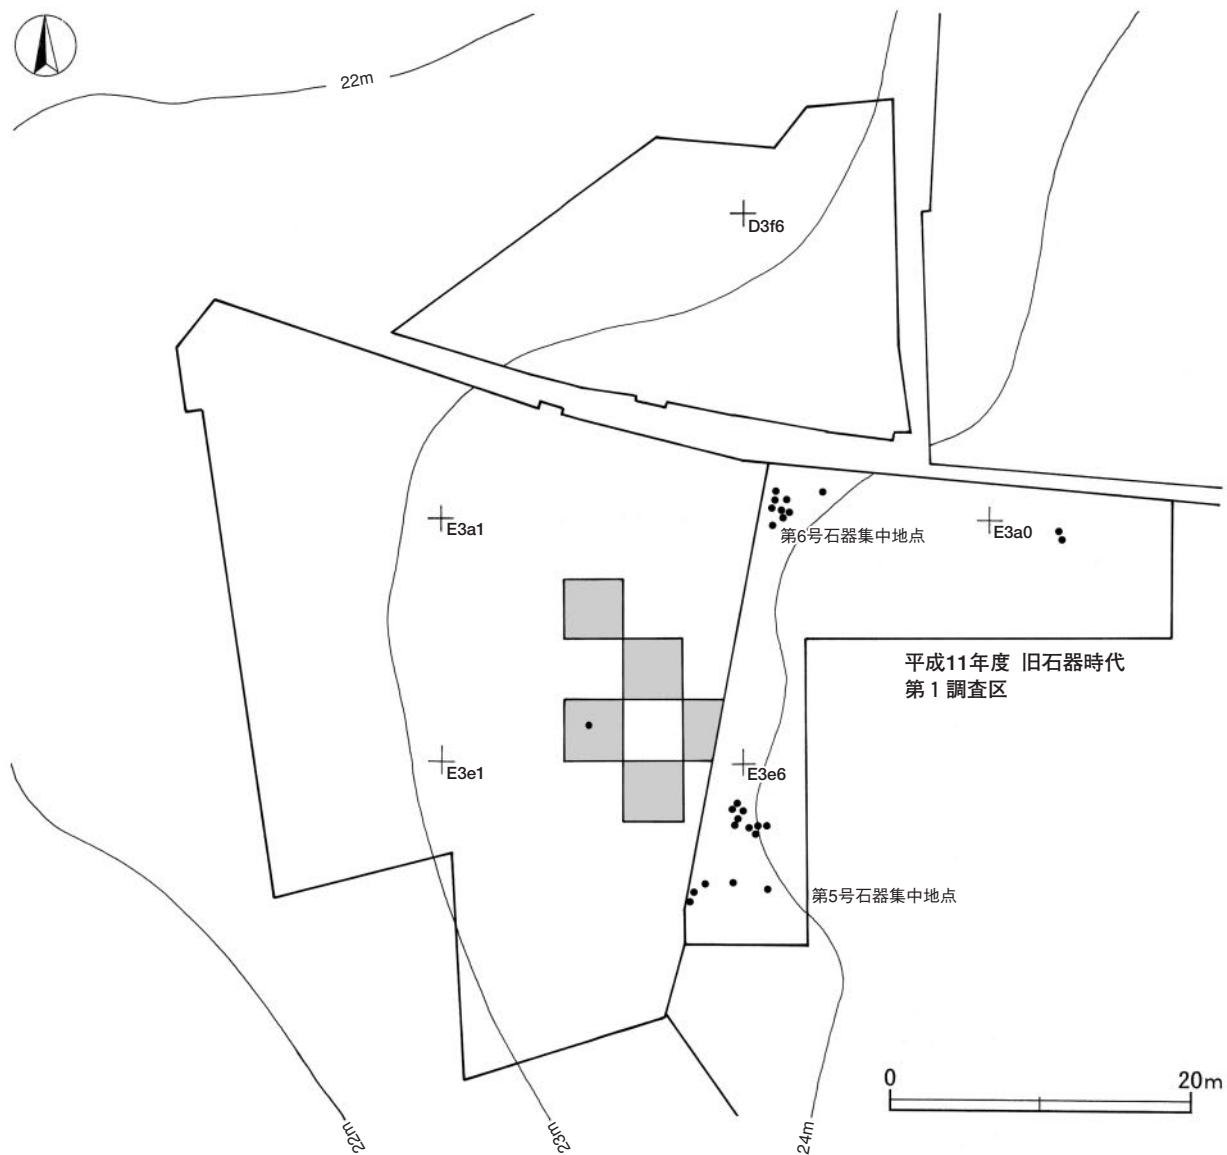 22m
D3f6
E3a1
第6号石器集中地点
E3a0
平成11年度 旧石器時代
第1調査区
E3e1
E3e6
第5号石器集中地点
0 20m
22m
23m
24m